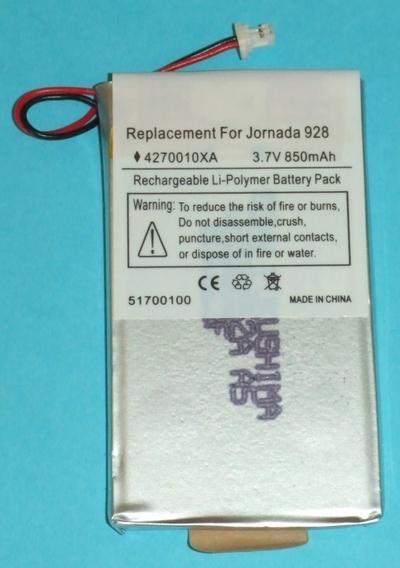 Replacement For Jornada 928
♦ 4270010XA 3.7V 850mAh
Rechargeable Li-Polymer Battery Pack
Warning: To reduce the risk of fire or burns,
Do not disassemble,crush,
puncture,short external contacts,
or dispose of in fire or water.
CE
51700100 MADE IN CHINA